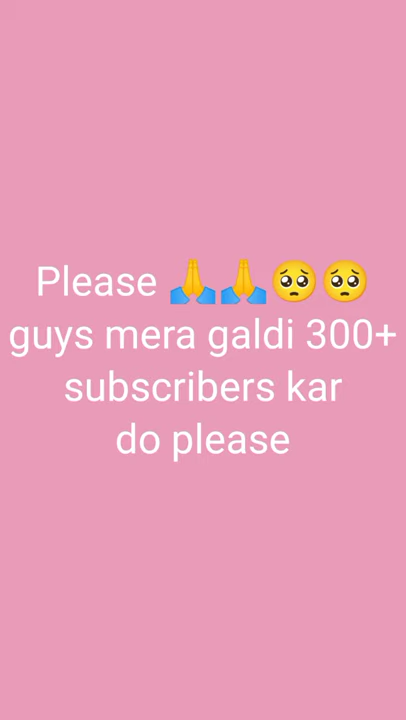 Please 🙏🙏🥺🥺
guys mera galdi 300+
subscribers kar
do please